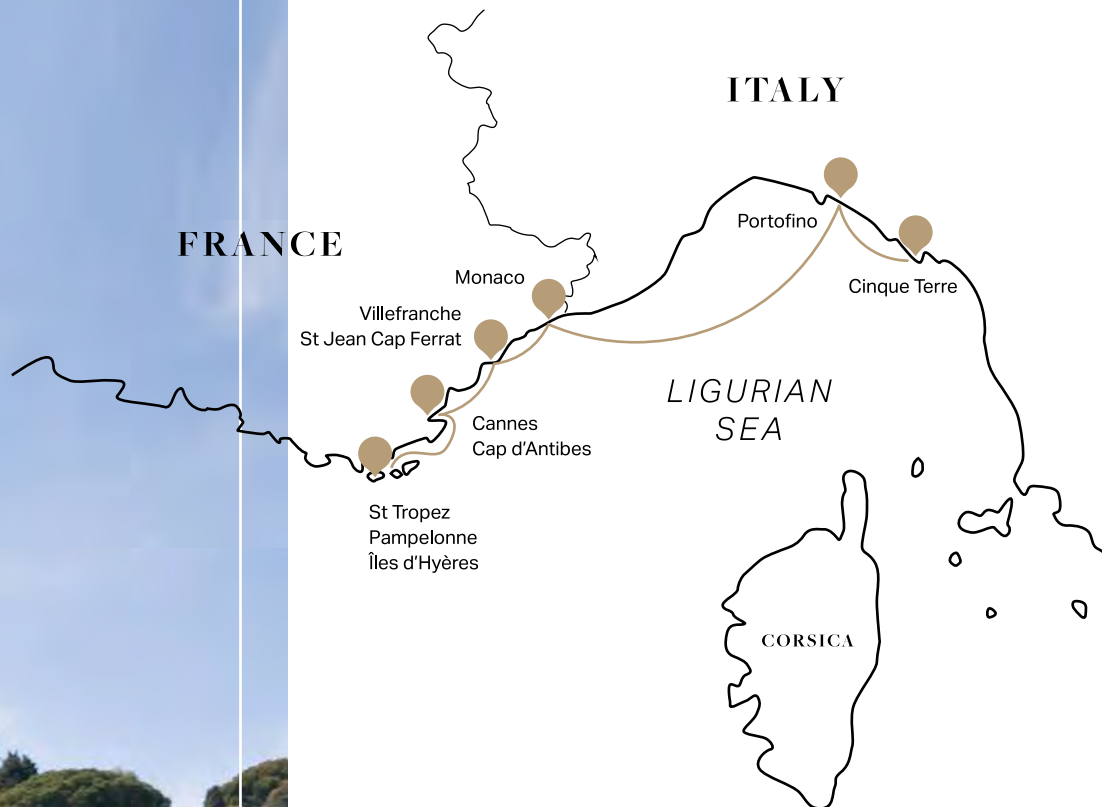 ITALY
FRANCE
Portofino
Monaco
Cinque Terre
Villefranche
St Jean Cap Ferrat
LIGURIAN
SEA
Cannes
Cap d'Antibes
St Tropez
Pampelonne
Îles d'Hyères
CORSICA